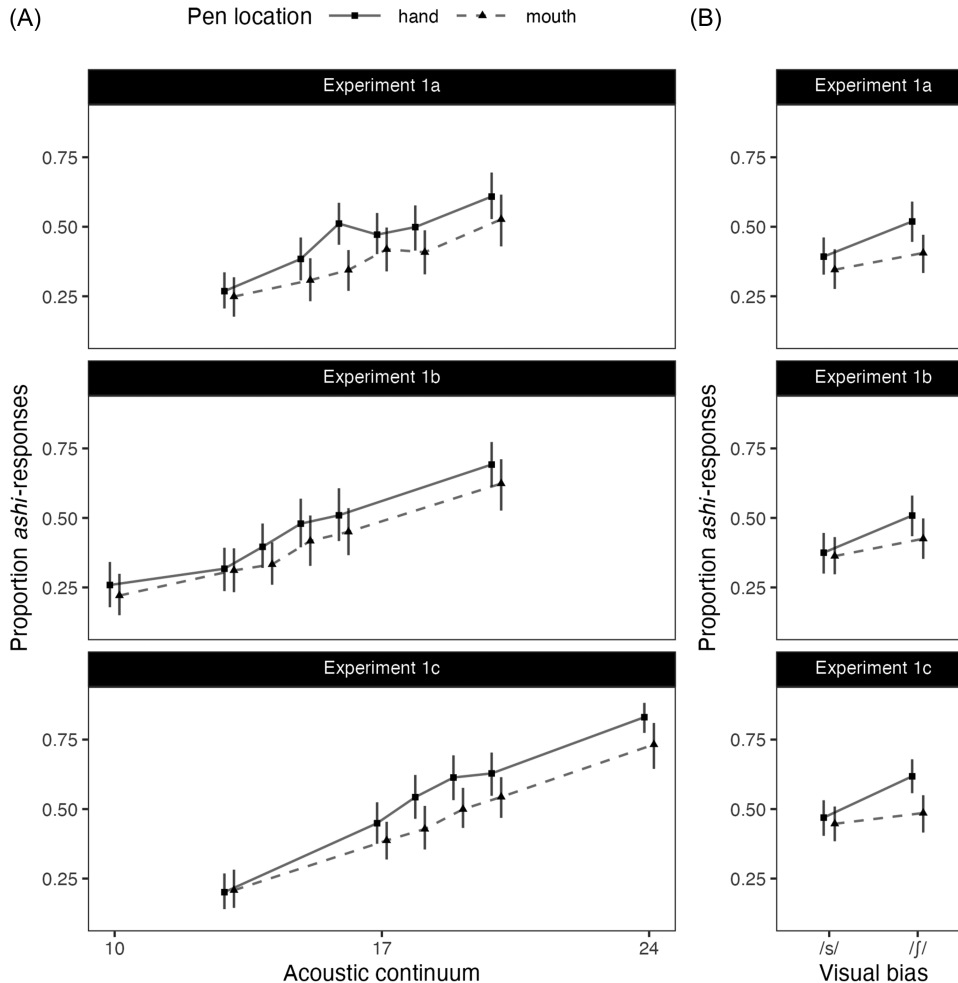 (A)
Pen location hand mouth
(B)
Experiment 1a
0.75
0.50
0.25
Experiment 1b
0.75
0.50
0.25
Experiment 1c
0.75
0.50
0.25
10 17 24
Acoustic continuum
Proportion ashi-responses
Experiment 1a
0.75
0.50
0.25
Experiment 1b
0.75
0.50
0.25
Experiment 1c
0.75
0.50
0.25
/s/ /ʃ/
Visual bias
Proportion ashi-responses